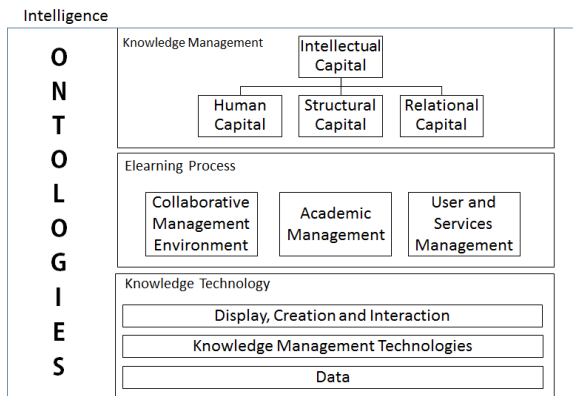 Intelligence
O
N
T
O
L
O
G
I
E
S
Knowledge Management
Intellectual
Capital
Human
Capital
Structural
Capital
Relational
Capital
Elearning Process
Collaborative
Management
Environment
Academic
Management
User and
Services
Management
Knowledge Technology
Display, Creation and Interaction
Knowledge Management Technologies
Data